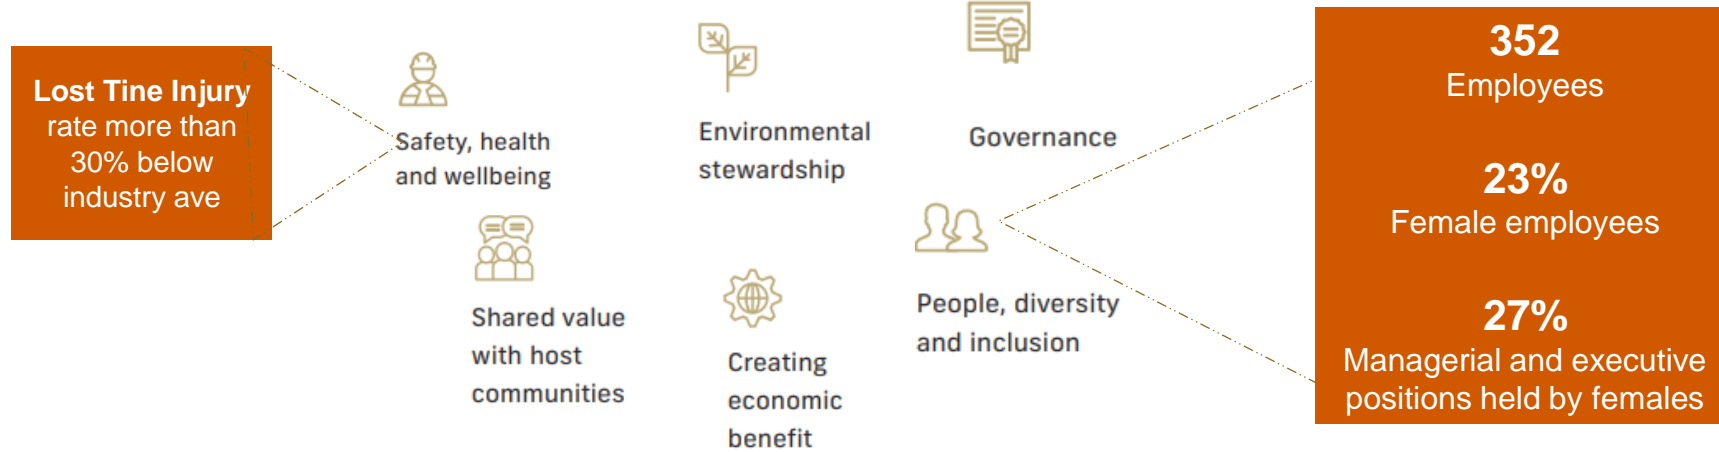 Lost Tine Injury
rate more than
30% below
industry ave
Safety, health
and wellbeing
Environmental
stewardship
Governance
Shared value
with host
communities
Creating
economic
benefit
People, diversity
and inclusion
352
Employees
23%
Female employees
27%
Managerial and executive
positions held by females